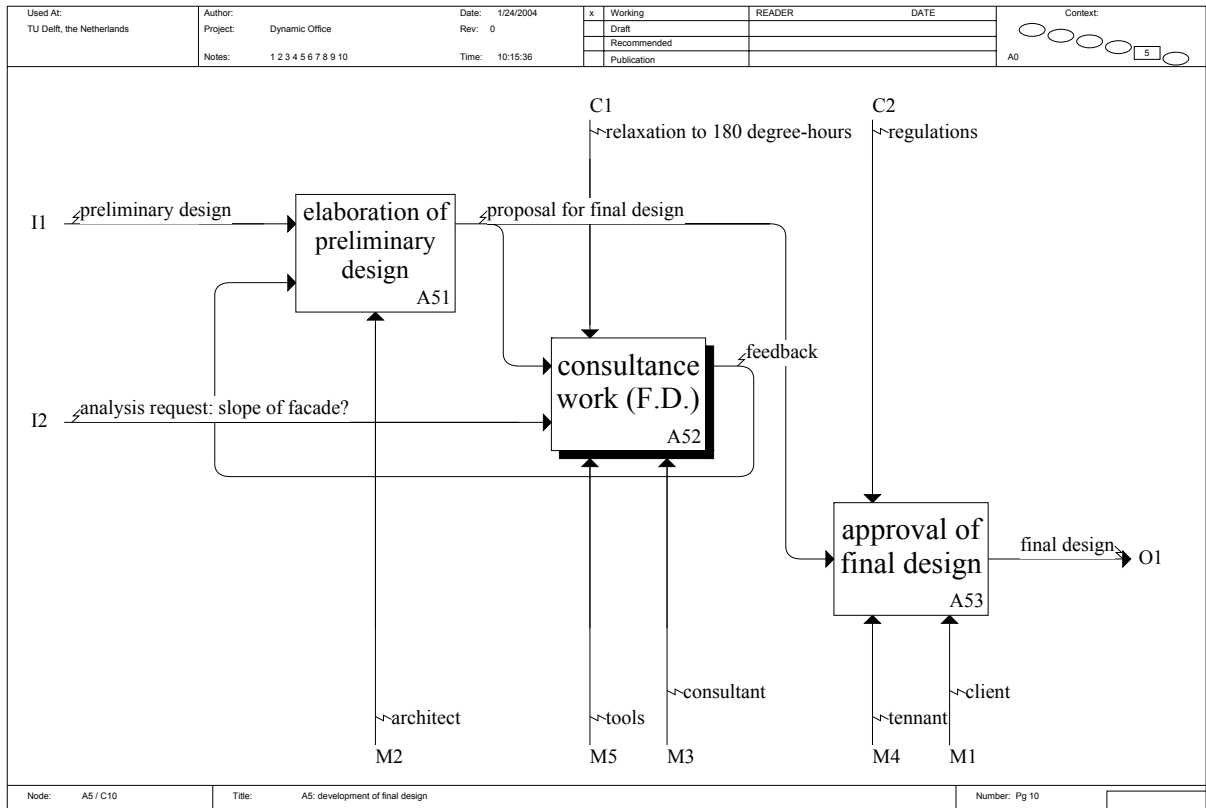 Used At:
TU Delft, the Netherlands
Author:
Project: Dynamic Office
Notes: 1 2 3 4 5 6 7 8 9 10
Date: 1/24/2004
Rev: 0
Time: 10:15:36
x Working
Draft
Recommended
Publication
READER DATE
Context:
A0
5
C1
relaxation to 180 degree-hours
C2
regulations
I1
preliminary design
elaboration of
preliminary
design
A51
proposal for final design
consultance
work (F.D.)
A52
feedback
I2
analysis request: slope of facade?
approval of
final design
A53
final design
O1
architect
M2
tools
M5
consultant
M3
tennant
M4
client
M1
Node: A5 / C10
Title: A5: development of final design
Number: Pg 10